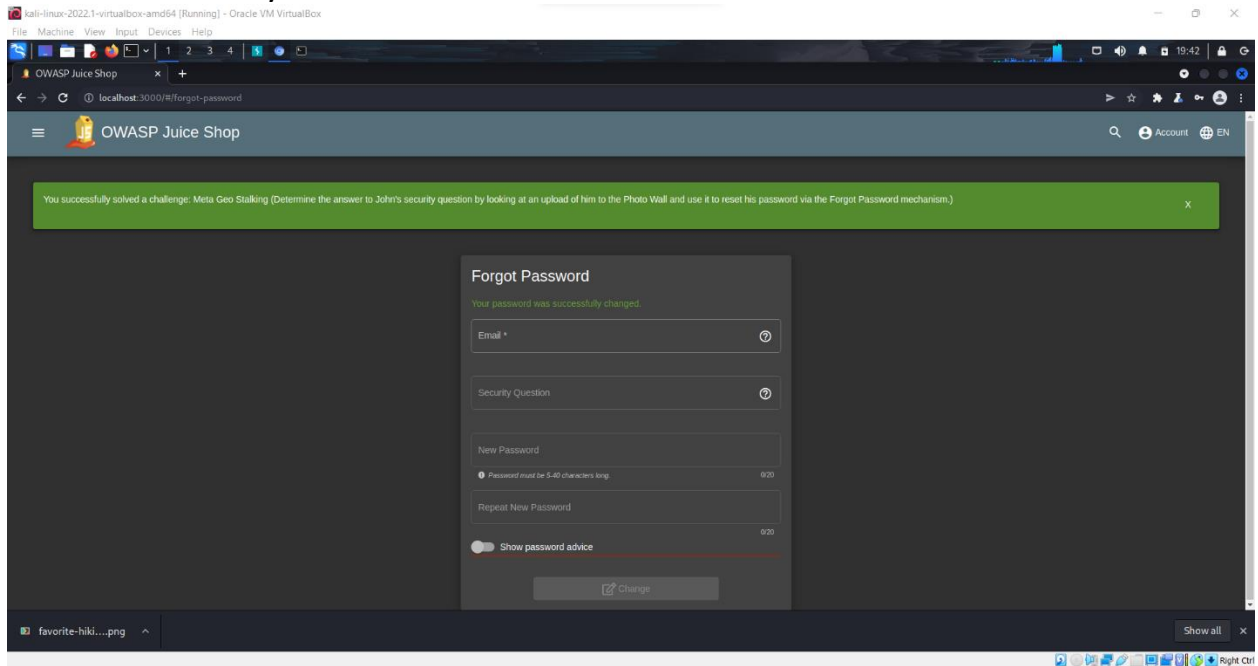 kali-linux-2022.1-virtualbox-amd64 [Running] - Oracle VM VirtualBox
File Machine View Input Devices Help
1 2 3 4 19:42
OWASP Juice Shop
localhost:3000/#/forgot-password
OWASP Juice Shop Account EN
You successfully solved a challenge: Meta Geo Stalking (Determine the answer to John's security question by looking at an upload of him to the Photo Wall and use it to reset his password via the Forgot Password mechanism.) X
Forgot Password
Your password was successfully changed.
Email *
Security Question
New Password
Password must be 5-40 characters long. 0/20
Repeat New Password
0/20
Show password advice
Change
favorite-hiki....png Show all
Right Ctrl